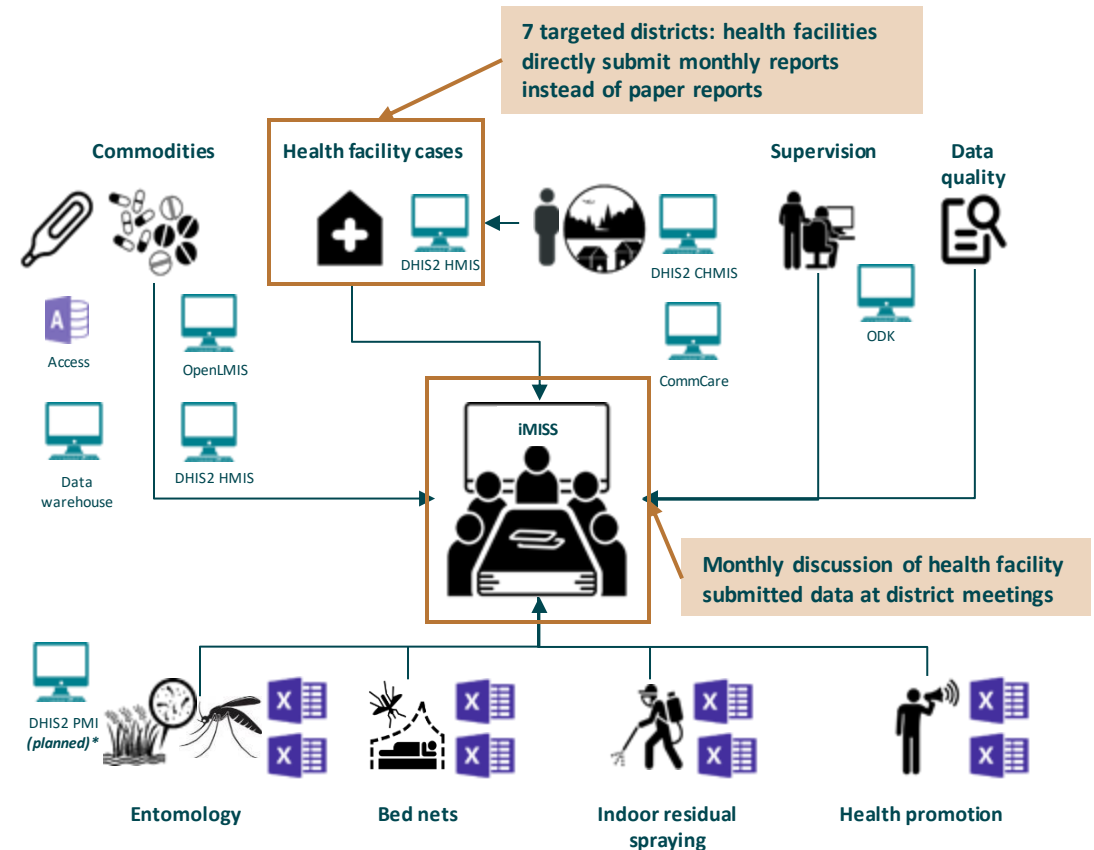 7 targeted districts: health facilities
directly submit monthly reports
instead of paper reports
Commodities
Health facility cases
Supervision
Data
quality
DHIS2 HMIS
DHIS2 CHMIS
A
Access
OpenLMIS
CommCare
ODK
Data
warehouse
DHIS2 HMIS
iMISS
Monthly discussion of health facility
submitted data at district meetings
DHIS2 PMI
(planned)*
X
X
X
X
X
X
X
X
Entomology
Bed nets
Indoor residual
spraying
Health promotion